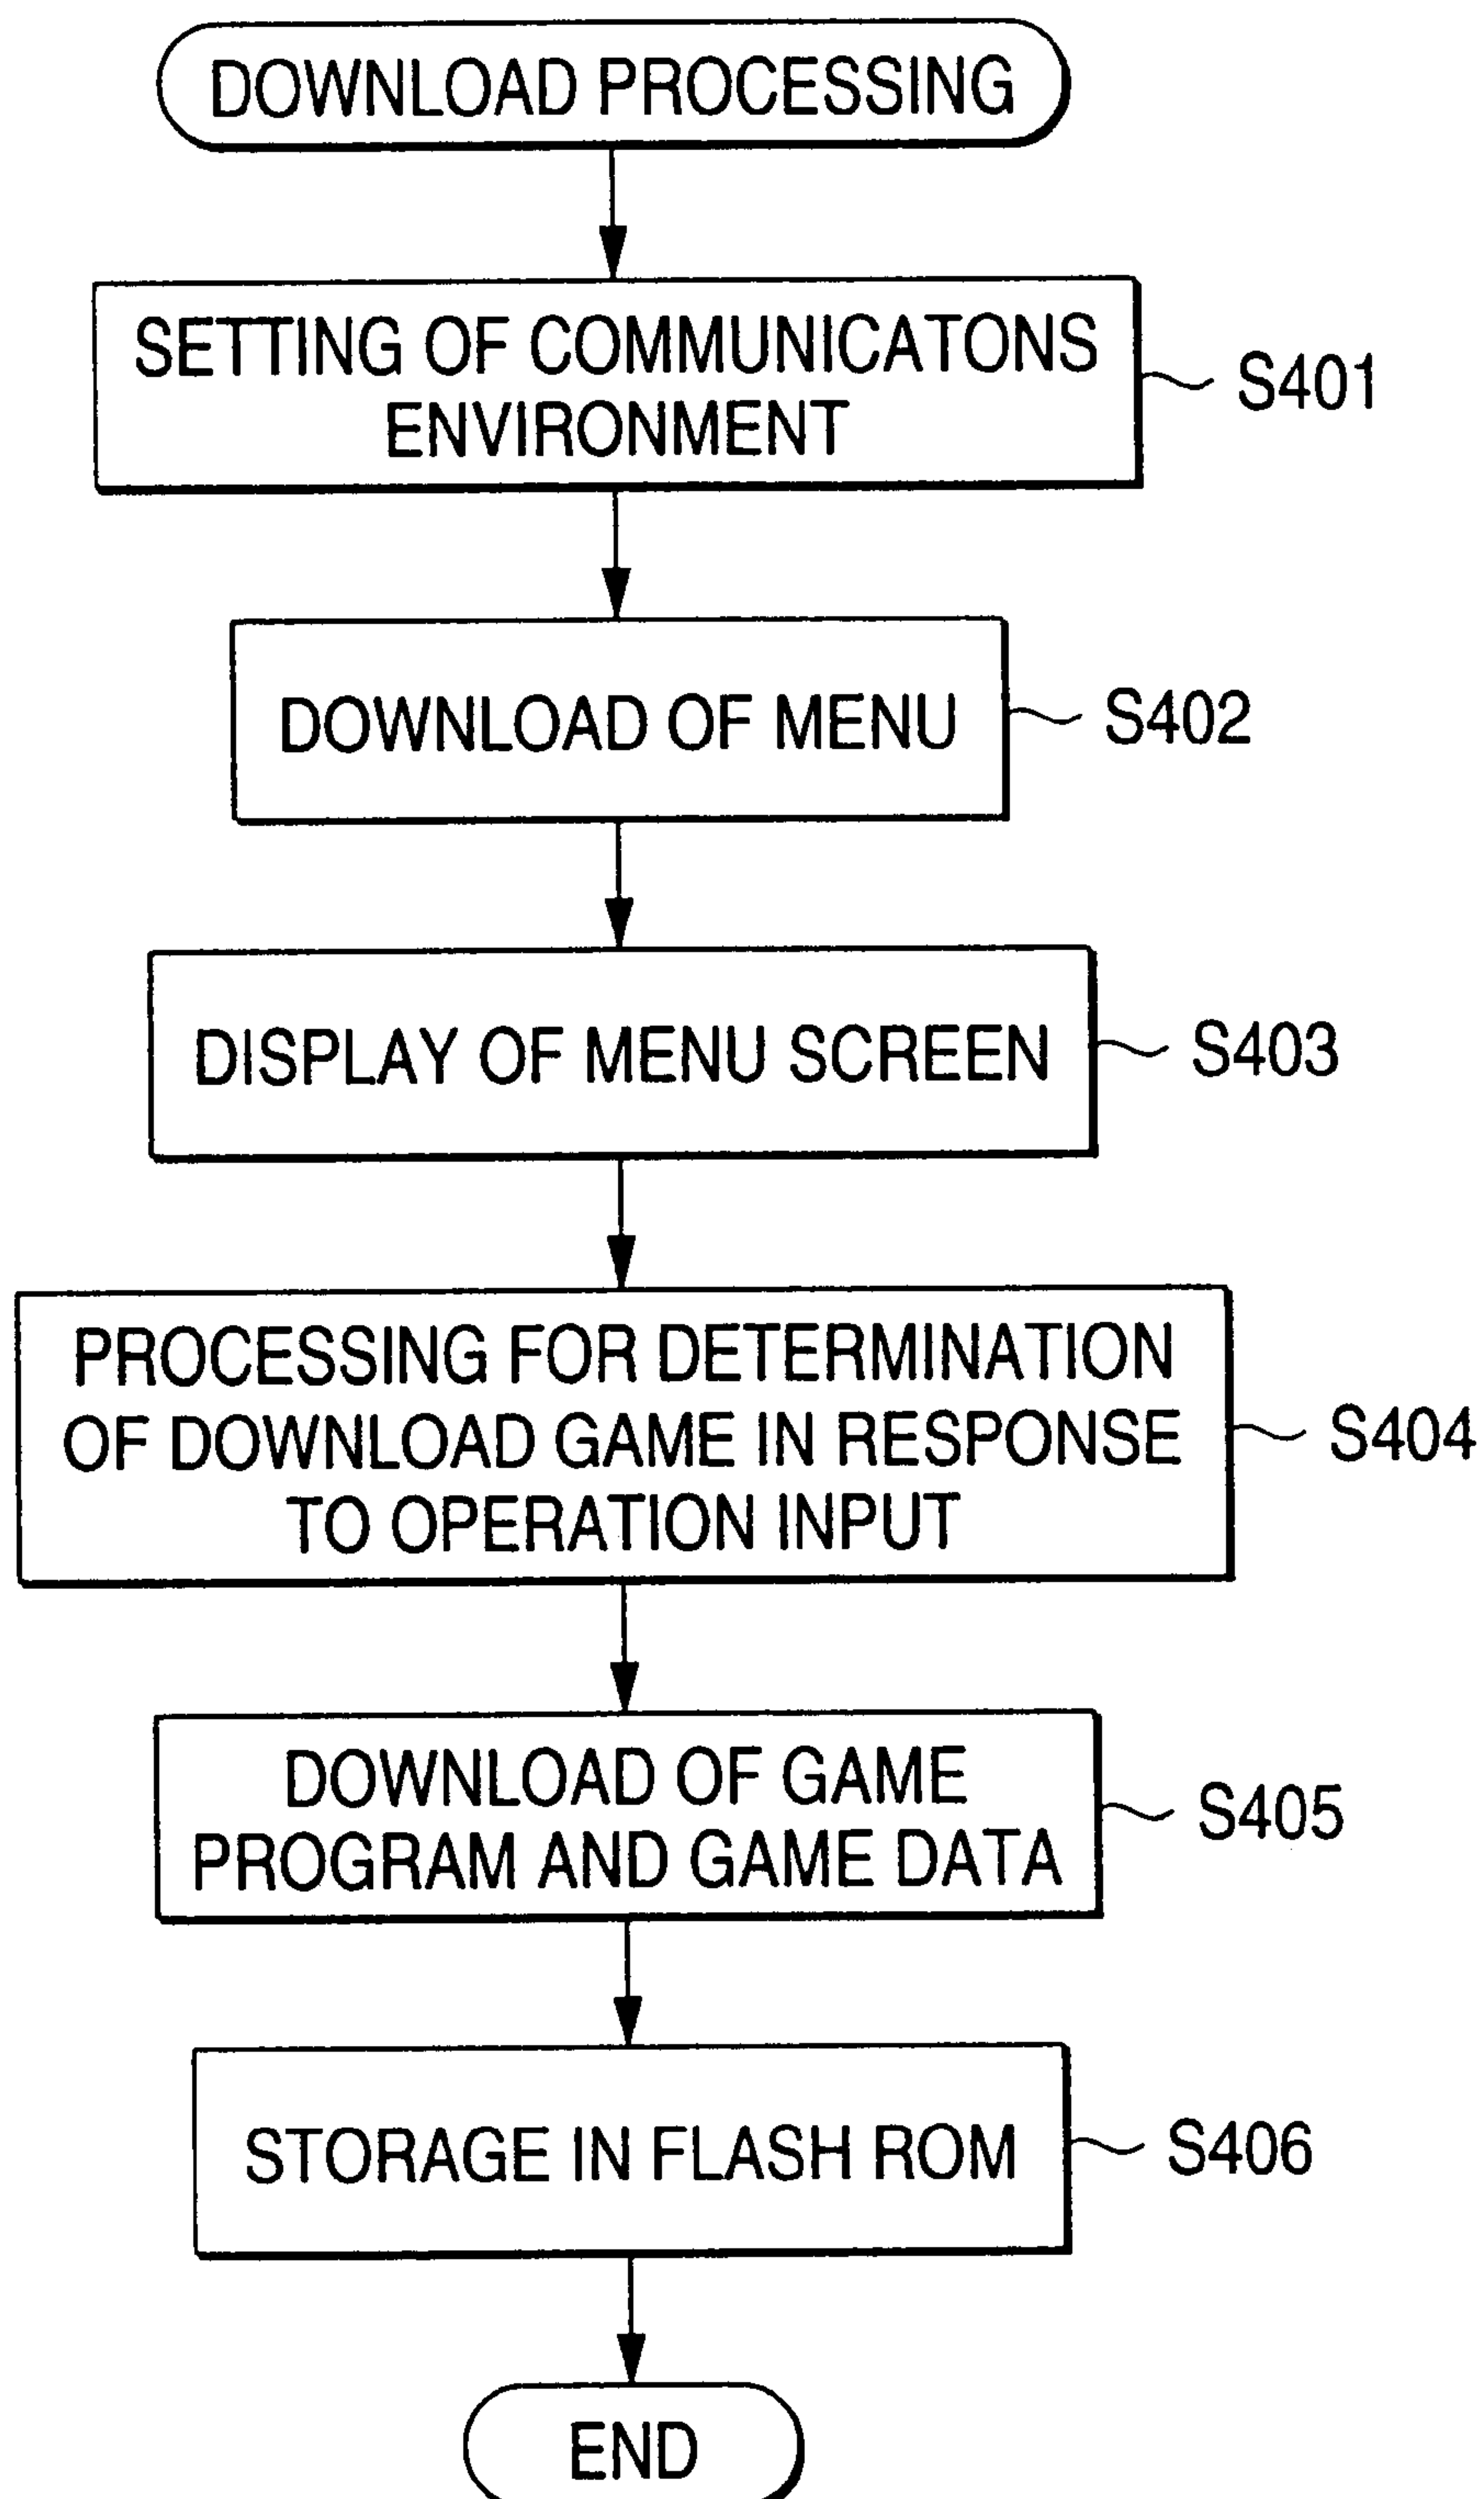 DOWNLOAD PROCESSING
SETTING OF COMMUNICATONS
ENVIRONMENT
S401
DOWNLOAD OF MENU
S402
DISPLAY OF MENU SCREEN
S403
PROCESSING FOR DETERMINATION
OF DOWNLOAD GAME IN RESPONSE
TO OPERATION INPUT
S404
DOWNLOAD OF GAME
PROGRAM AND GAME DATA
S405
STORAGE IN FLASH ROM
S406
END